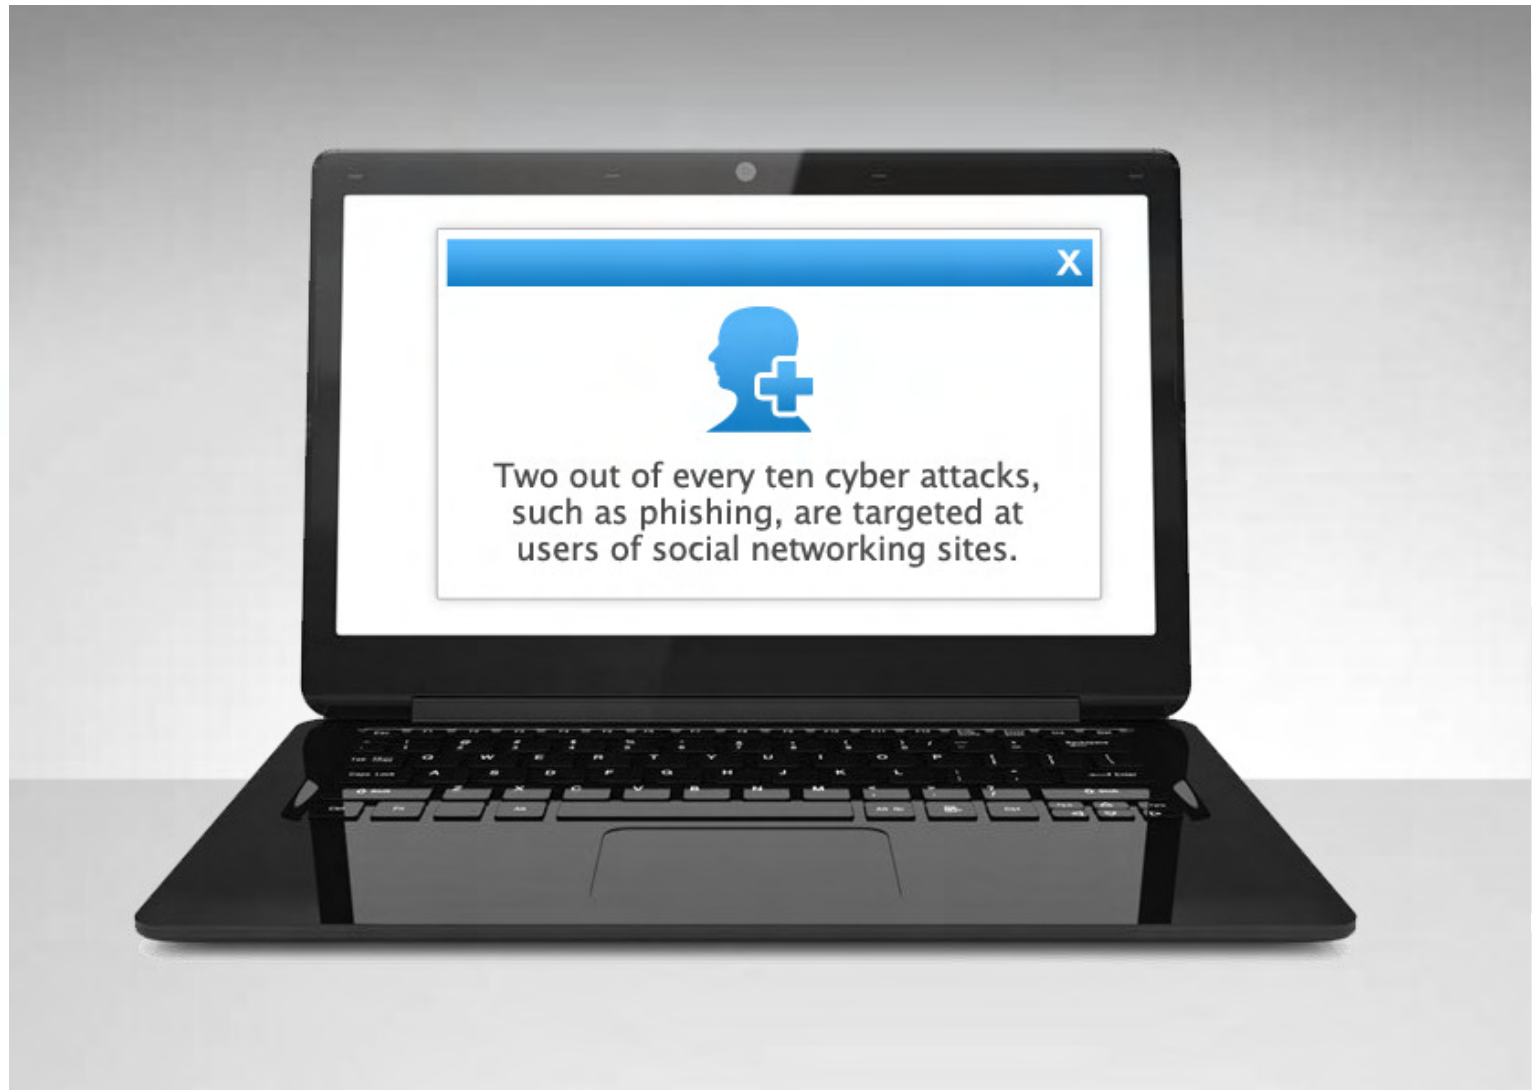 X
Two out of every ten cyber attacks,
such as phishing, are targeted at
users of social networking sites.
Q W E R T Y U I O P
A S D F G H J K L
Z X C V B N M